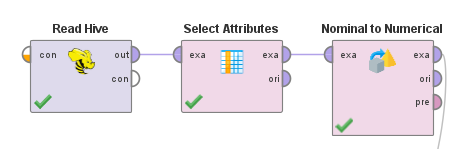 Read Hive
Select Attributes
Nominal to Numerical
con out
con
exa exa
ori
exa exa
ori
pre